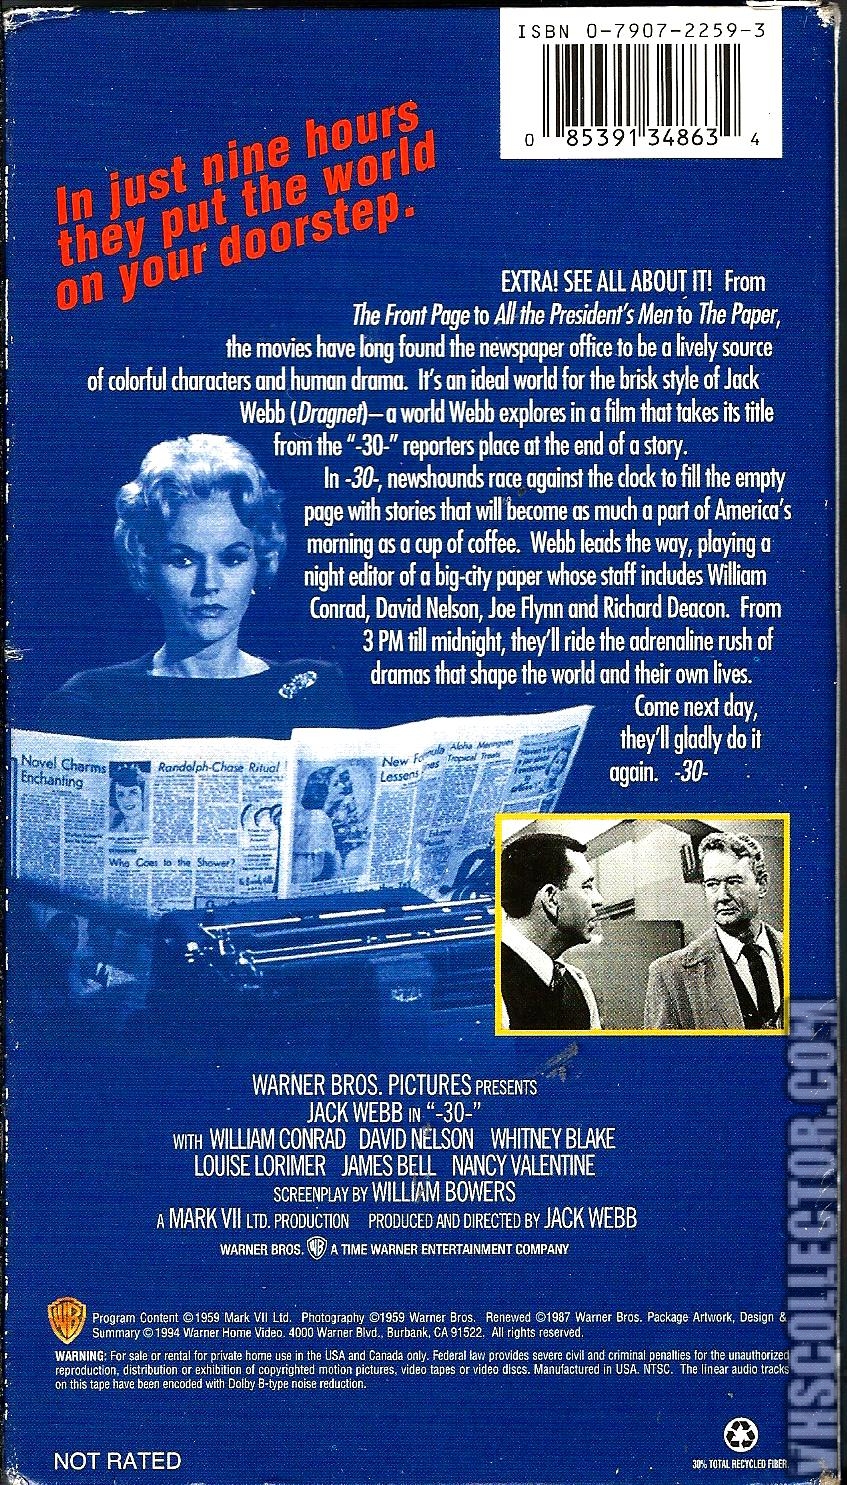 ISBN 0-7907-2259-3
0 85391 34863 4
In just nine hours
they put the world
on your doorstep.
EXTRA! SEE ALL ABOUT IT! From
The Front Page to All the President's Men to The Paper,
the movies have long found the newspaper office to be a lively source
of colorful characters and human drama. It's an ideal world for the brisk style of Jack
Webb (Dragnet)—a world Webb explores in a film that takes its title
from the "-30-" reporters place at the end of a story.
In -30-, newshounds race against the clock to fill the empty
page with stories that will become as much a part of America's
morning as a cup of coffee. Webb leads the way, playing a
night editor of a big-city paper whose staff includes William
Conrad, David Nelson, Joe Flynn and Richard Deacon. From
3 PM till midnight, they'll ride the adrenaline rush of
dramas that shape the world and their own lives.
Come next day,
they'll gladly do it
again. -30-
Novel Charms
Enchanting
Randolph-Chase Ritual
Who Goes to the Shower?
New Formula
Lessens
Aloha Meringues
Tropical Treats
WARNER BROS. PICTURES PRESENTS
JACK WEBB IN "-30-"
WITH WILLIAM CONRAD DAVID NELSON WHITNEY BLAKE
LOUISE LORIMER JAMES BELL NANCY VALENTINE
SCREENPLAY BY WILLIAM BOWERS
A MARK VII LTD. PRODUCTION PRODUCED AND DIRECTED BY JACK WEBB
WARNER BROS. WB A TIME WARNER ENTERTAINMENT COMPANY
WB
Program Content ©1959 Mark VII Ltd. Photography ©1959 Warner Bros. Renewed ©1987 Warner Bros. Package Artwork, Design &
Summary ©1994 Warner Home Video. 4000 Warner Blvd., Burbank, CA 91522. All rights reserved.
WARNING: For sale or rental for private home use in the USA and Canada only. Federal law provides severe civil and criminal penalties for the unauthorized
reproduction, distribution or exhibition of copyrighted motion pictures, video tapes or video discs. Manufactured in USA. NTSC. The linear audio tracks
on this tape have been encoded with Dolby B-type noise reduction.
NOT RATED
30% TOTAL RECYCLED FIBER.
VHSCOLLECTOR.COM